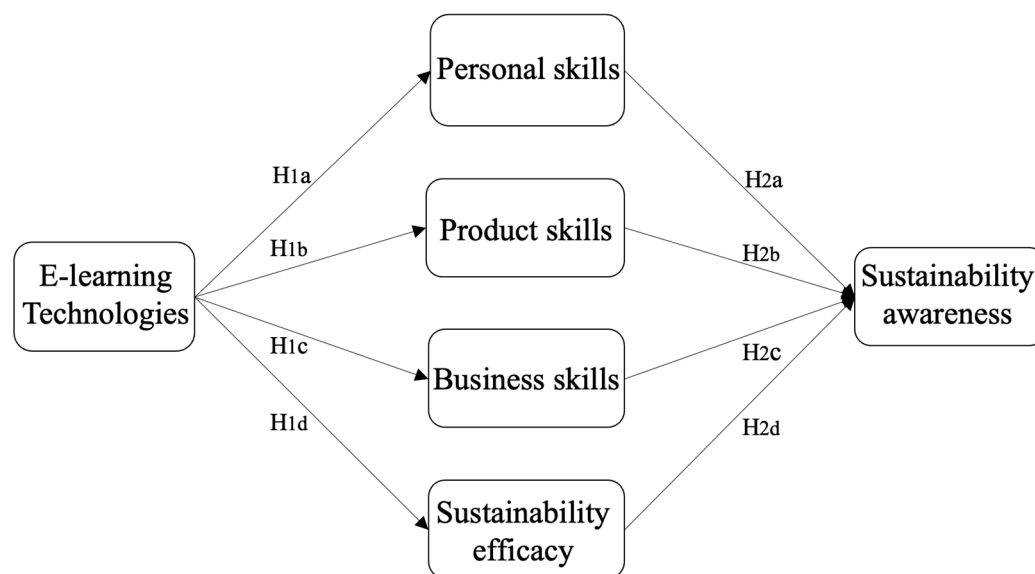 Personal skills
H1a
H2a
Product skills
H1b
H2b
E-learning
Technologies
Sustainability
awareness
H1c
H2c
Business skills
H1d
H2d
Sustainability
efficacy